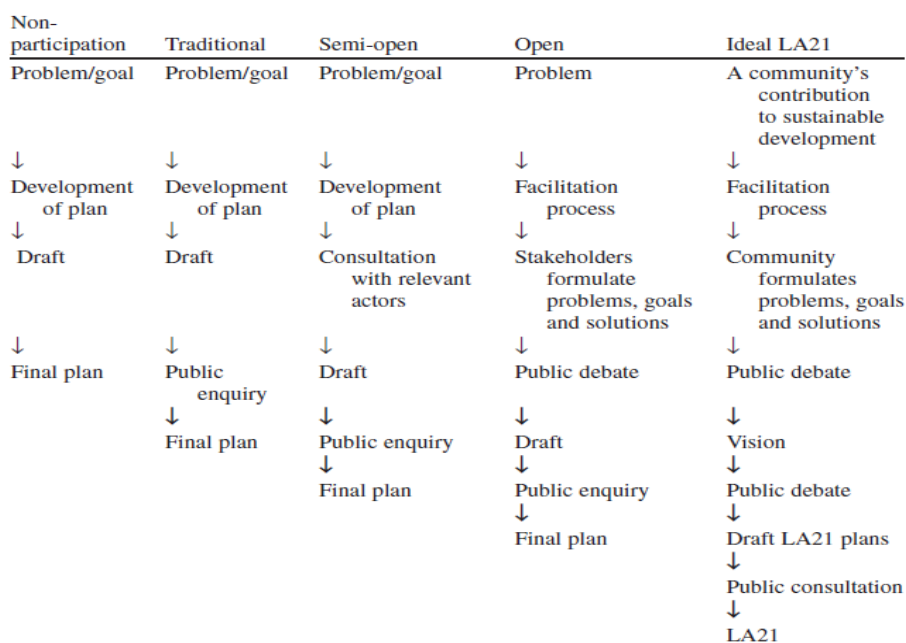 Non-
participation Traditional Semi-open Open Ideal LA21
Problem/goal Problem/goal Problem/goal Problem A community's
contribution
to sustainable
development
↓ ↓ ↓ ↓ ↓
Development Development Development Facilitation Facilitation
of plan of plan of plan process process
↓ ↓ ↓ ↓ ↓
Draft Draft Consultation Stakeholders Community
with relevant formulate formulates
actors problems, goals problems, goals
and solutions and solutions
↓ ↓ ↓ ↓ ↓
Final plan Public Draft Public debate Public debate
enquiry
↓ ↓ ↓ ↓
Final plan Public enquiry Draft Vision
↓ ↓ ↓
Final plan Public enquiry Public debate
↓ ↓
Final plan Draft LA21 plans
↓
Public consultation
↓
LA21